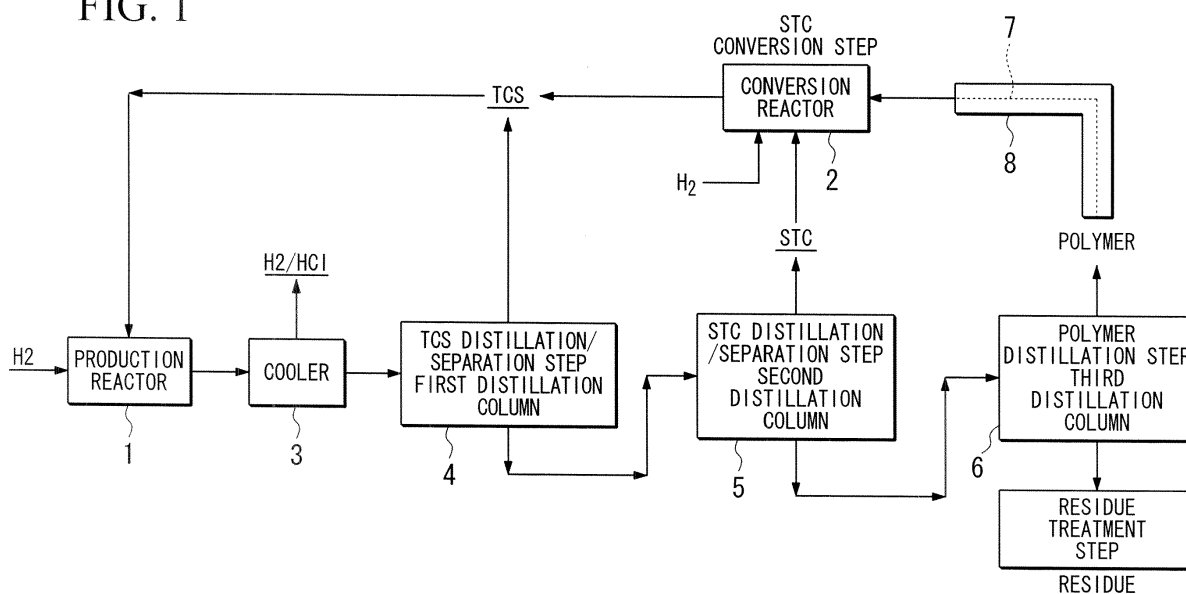 FIG. 1
STC
CONVERSION STEP
CONVERSION
REACTOR
7
8
2
TCS
H2
STC
POLYMER
H2/HCl
H2
PRODUCTION
REACTOR
1
COOLER
3
TCS DISTILLATION/
SEPARATION STEP
FIRST DISTILLATION
COLUMN
4
STC DISTILLATION
/SEPARATION STEP
SECOND
DISTILLATION
COLUMN
5
POLYMER
DISTILLATION STEP
THIRD
DISTILLATION
COLUMN
6
RESIDUE
TREATMENT
STEP
RESIDUE